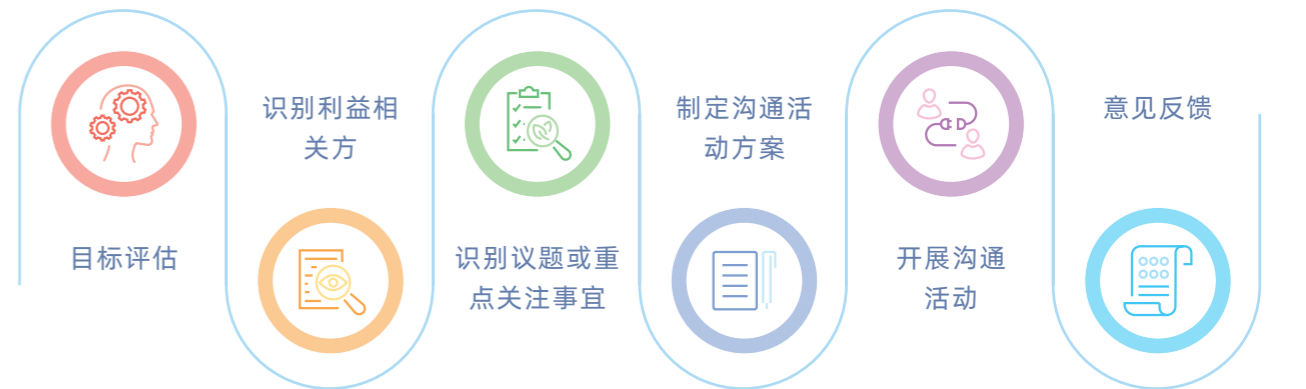 目标评估
识别利益相
关方
识别议题或重
点关注事宜
制定沟通活
动方案
开展沟通
活动
意见反馈